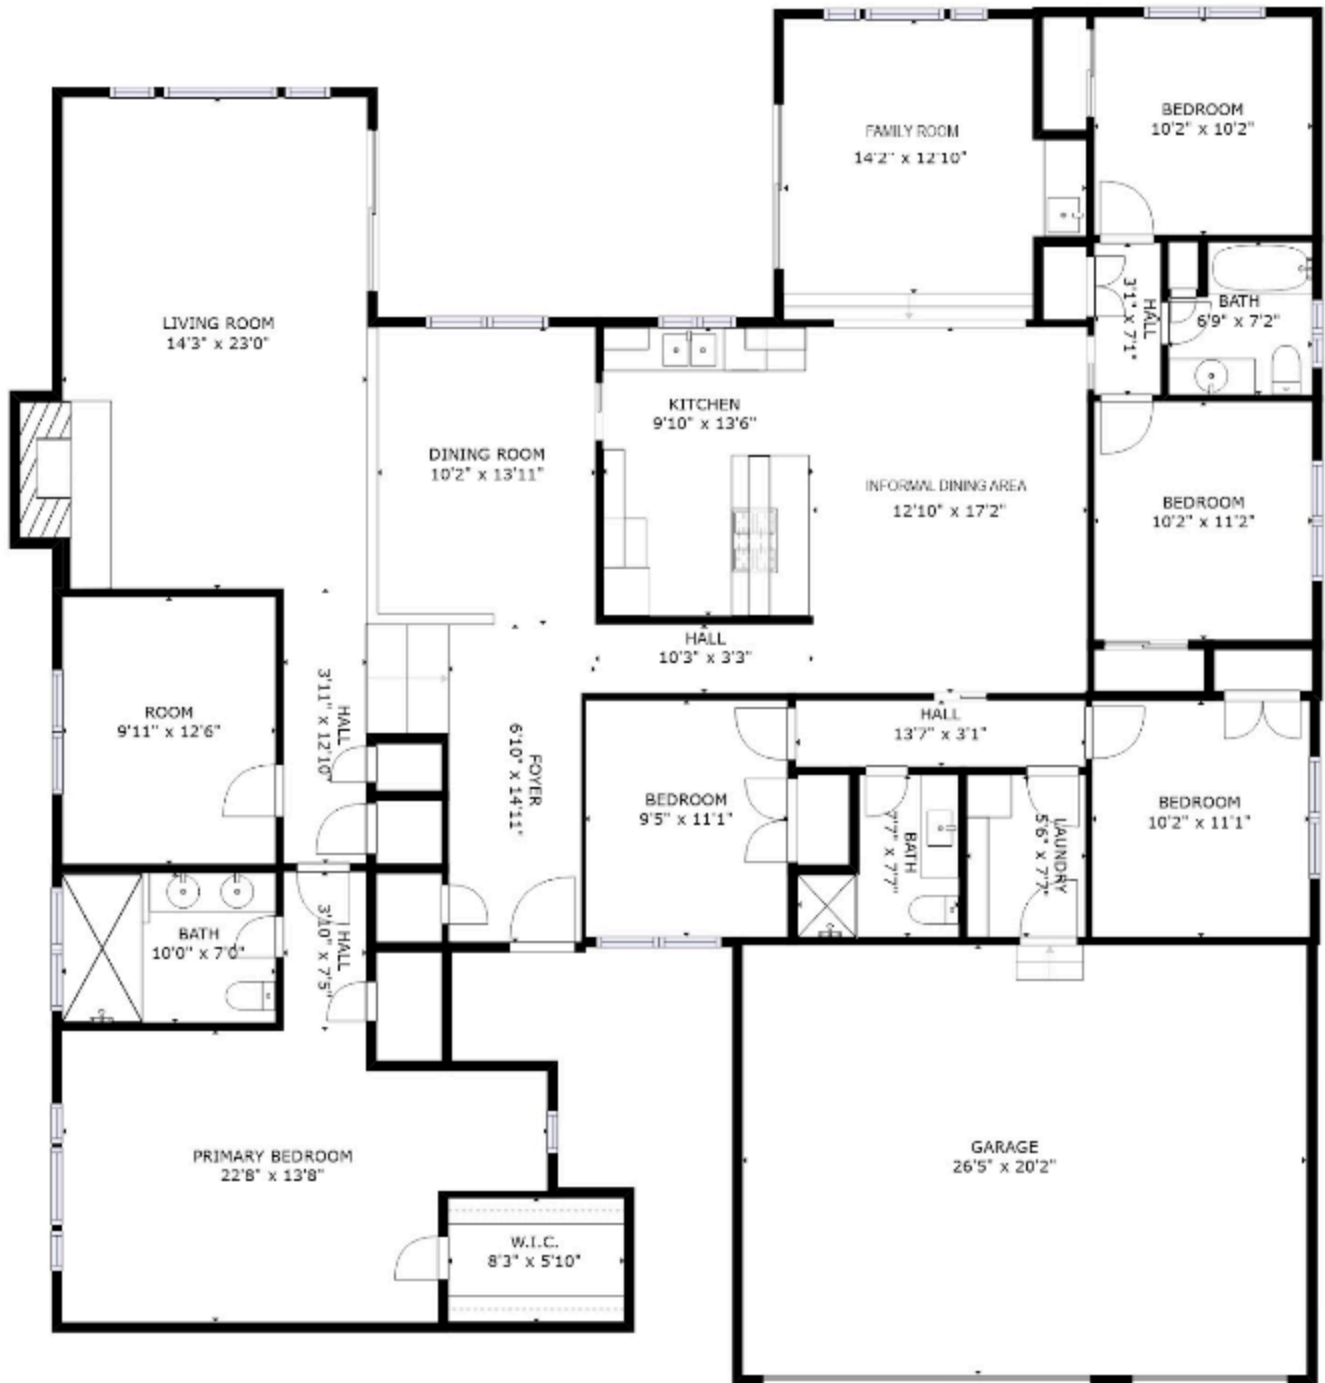 BEDROOM
10'2" x 10'2"
FAMILY ROOM
14'2" x 12'10"
LIVING ROOM
14'3" x 23'0"
HALL
3'1" x 7'1"
BATH
6'9" x 7'2"
KITCHEN
9'10" x 13'6"
DINING ROOM
10'2" x 13'11"
INFORMAL DINING AREA
12'10" x 17'2"
BEDROOM
10'2" x 11'2"
HALL
10'3" x 3'3"
ROOM
9'11" x 12'6"
HALL
3'11" x 12'10"
FOYER
6'10" x 14'11"
HALL
13'7" x 3'1"
BEDROOM
9'5" x 11'1"
BATH
7'7" x 7'7"
LAUNDRY
5'6" x 7'7"
BEDROOM
10'2" x 11'1"
BATH
10'0" x 7'0"
HALL
3'10" x 7'5"
PRIMARY BEDROOM
22'8" x 13'8"
GARAGE
26'5" x 20'2"
W.I.C.
8'3" x 5'10"